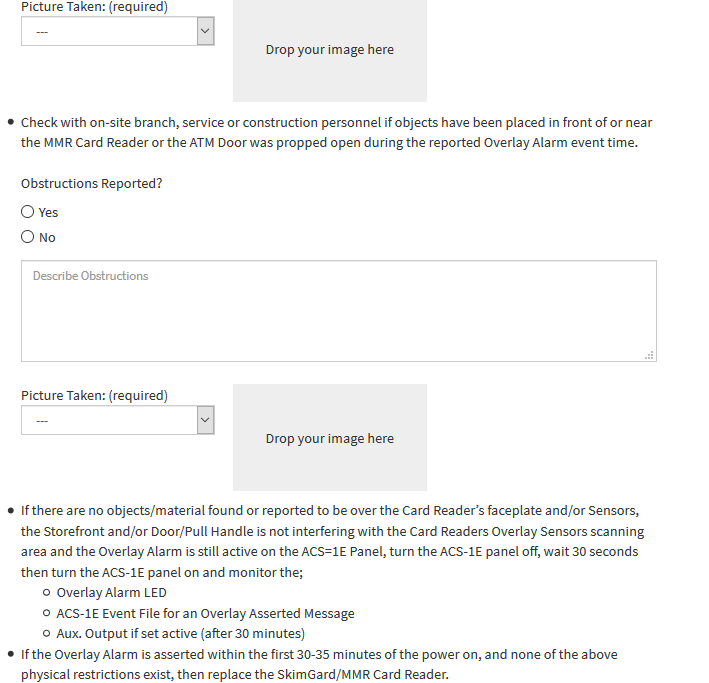 Picture Taken: (required)
---
Drop your image here
Check with on-site branch, service or construction personnel if objects have been placed in front of or near
the MMR Card Reader or the ATM Door was propped open during the reported Overlay Alarm event time.
Obstructions Reported?
Yes
No
Describe Obstructions
Picture Taken: (required)
---
Drop your image here
If there are no objects/material found or reported to be over the Card Reader’s faceplate and/or Sensors,
the Storefront and/or Door/Pull Handle is not interfering with the Card Readers Overlay Sensors scanning
area and the Overlay Alarm is still active on the ACS=1E Panel, turn the ACS-1E panel off, wait 30 seconds
then turn the ACS-1E panel on and monitor the;
Overlay Alarm LED
ACS-1E Event File for an Overlay Asserted Message
Aux. Output if set active (after 30 minutes)
If the Overlay Alarm is asserted within the first 30-35 minutes of the power on, and none of the above
physical restrictions exist, then replace the SkimGard/MMR Card Reader.